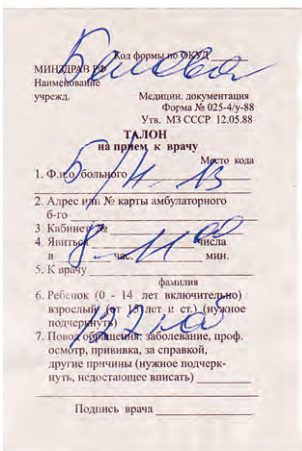 Код формы по ОКУД
МИНЗДРАВ РФ
Наименование
учрежд. Медицин. документация
Форма № 025-4/у-88
Утв. МЗ СССР 12.05.88
ТАЛОН
на прием к врачу
Место кода
1. Ф.и.о. больного
2. Адрес или № карты амбулаторного
б-го
3 Кабинет №
4. Явиться числа
в час. мин.
5. К врачу
фамилия
6. Ребенок (0 - 14 лет включительно)
взрослый (от 15 лет и ст.) (нужное
подчеркнуть)
7. Повод обращения: заболевание, проф.
осмотр, прививка, за справкой,
другие причины (нужное подчерк-
нуть, недостающее вписать)
Подпись врача